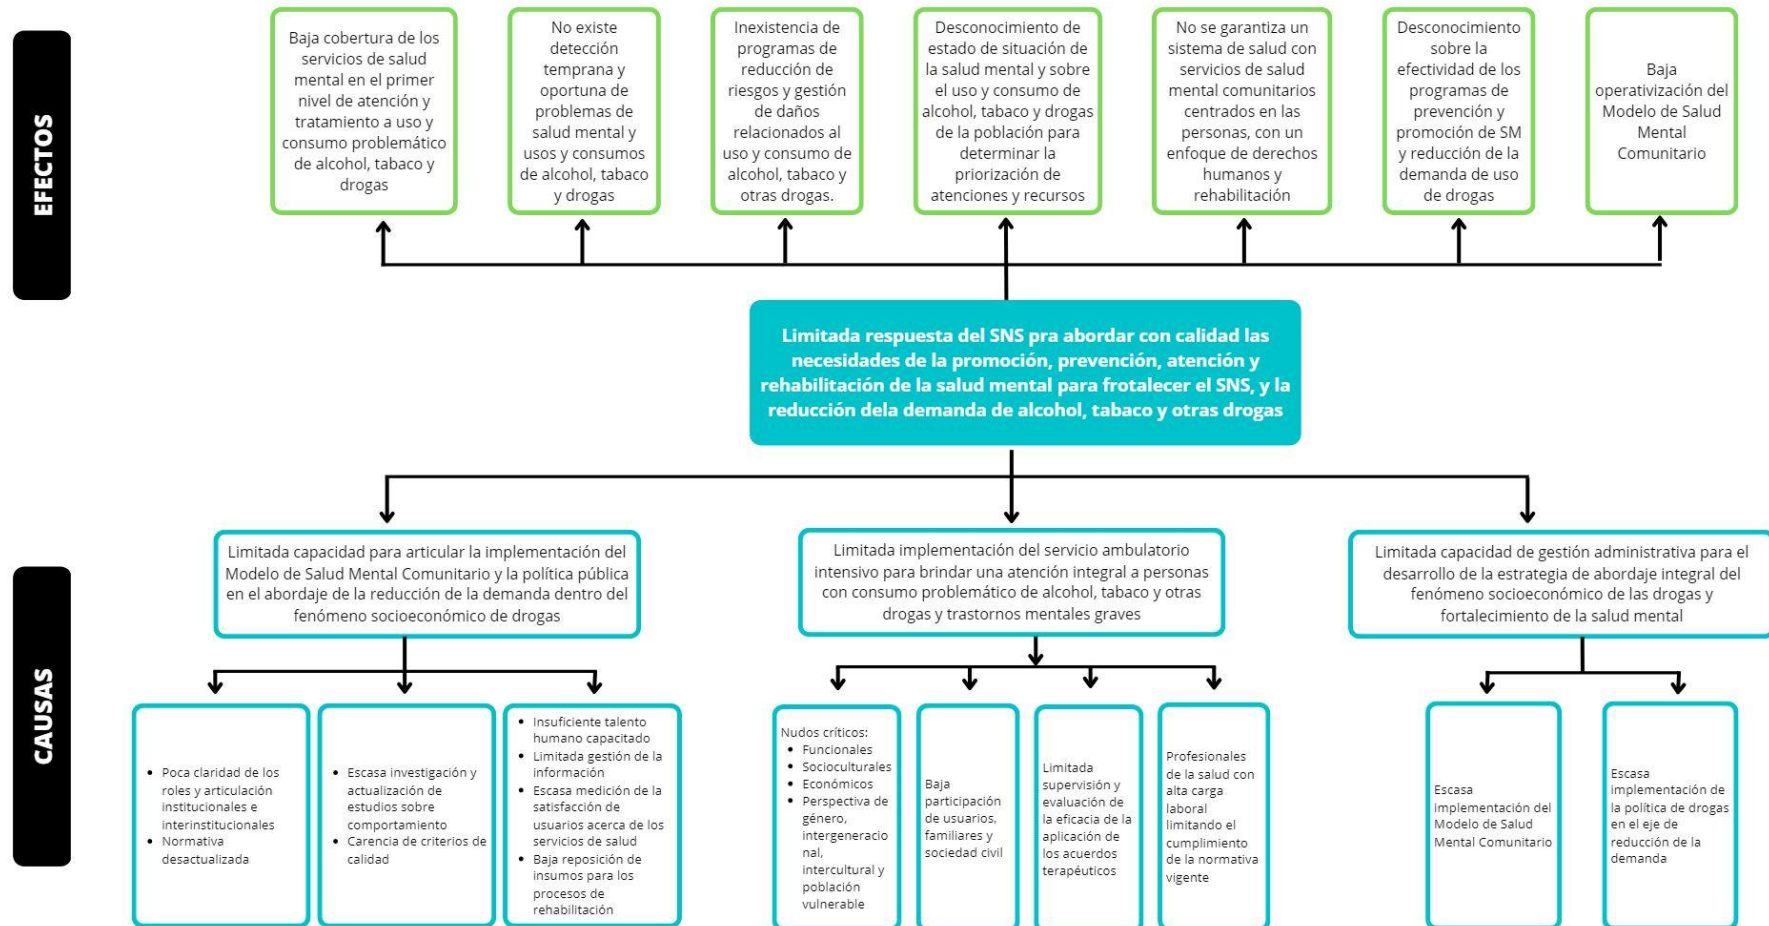 EFECTOS
Baja cobertura de los
servicios de salud
mental en el primer
nivel de atención y
tratamiento a uso y
consumo problemático
de alcohol, tabaco y
drogas
No existe
detección
temprana y
oportuna de
problemas de
salud mental y
usos y consumos
de alcohol, tabaco
y drogas
Inexistencia de
programas de
reducción de
riesgos y gestión
de daños
relacionados al
uso y consumo de
alcohol, tabaco y
otras drogas.
Desconocimiento de
estado de situación de
la salud mental y sobre
el uso y consumo de
alcohol, tabaco y drogas
de la población para
determinar la
priorización de
atenciones y recursos
No se garantiza un
sistema de salud con
servicios de salud
mental comunitarios
centrados en las
personas, con un
enfoque de derechos
humanos y
rehabilitación
Desconocimiento
sobre la
efectividad de los
programas de
prevención y
promoción de SM
y reducción de la
demanda de uso
de drogas
Baja
operativización del
Modelo de Salud
Mental
Comunitario
Limitada respuesta del SNS pra abordar con calidad las
necesidades de la promoción, prevención, atención y
rehabilitación de la salud mental para frotalecer el SNS, y la
reducción dela demanda de alcohol, tabaco y otras drogas
CAUSAS
Limitada capacidad para articular la implementación del
Modelo de Salud Mental Comunitario y la política pública
en el abordaje de la reducción de la demanda dentro del
fenómeno socioeconómico de drogas
Limitada implementación del servicio ambulatorio
intensivo para brindar una atención integral a personas
con consumo problemático de alcohol, tabaco y otras
drogas y trastornos mentales graves
Limitada capacidad de gestión administrativa para el
desarrollo de la estrategia de abordaje integral del
fenómeno socioeconómico de las drogas y
fortalecimiento de la salud mental
• Poca claridad de los
roles y articulación
institucionales e
interinstitucionales
• Normativa
desactualizada
• Escasa investigación y
actualización de
estudios sobre
comportamiento
• Carencia de criterios de
calidad
• Insuficiente talento
humano capacitado
• Limitada gestión de la
información
• Escasa medición de la
satisfacción de
usuarios acerca de los
servicios de salud
• Baja reposición de
insumos para los
procesos de
rehabilitación
Nudos críticos:
• Funcionales
• Socioculturales
• Económicos
• Perspectiva de
género,
intergeneracio
nal,
intercultural y
población
vulnerable
Baja
participación
de usuarios,
familiares y
sociedad civil
Limitada
supervisión y
evaluación de
la eficacia de la
aplicación de
los acuerdos
terapéuticos
Profesionales
de la salud con
alta carga
laboral
limitando el
cumplimiento
de la normativa
vigente
Escasa
implementación del
Modelo de Salud
Mental Comunitario
Escasa
implementación de
la política de drogas
en el eje de
reducción de la
demanda